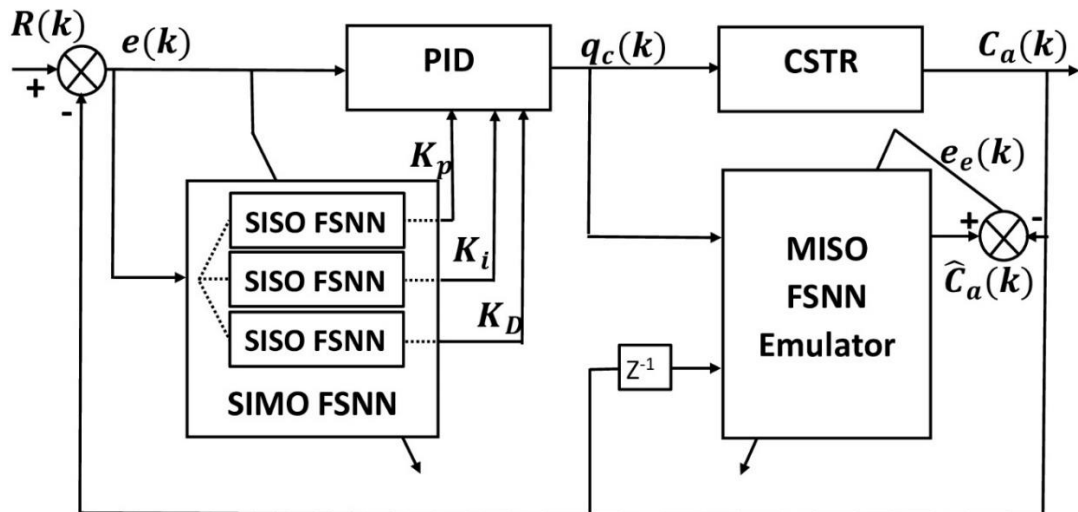 R(k)
e(k)
+
-
PID
q_c(k)
CSTR
C_a(k)
K_p
K_i
K_D
SISO FSNN
SISO FSNN
SISO FSNN
SIMO FSNN
MISO
FSNN
Emulator
e_e(k)
+
-
Ĉ_a(k)
Z⁻¹